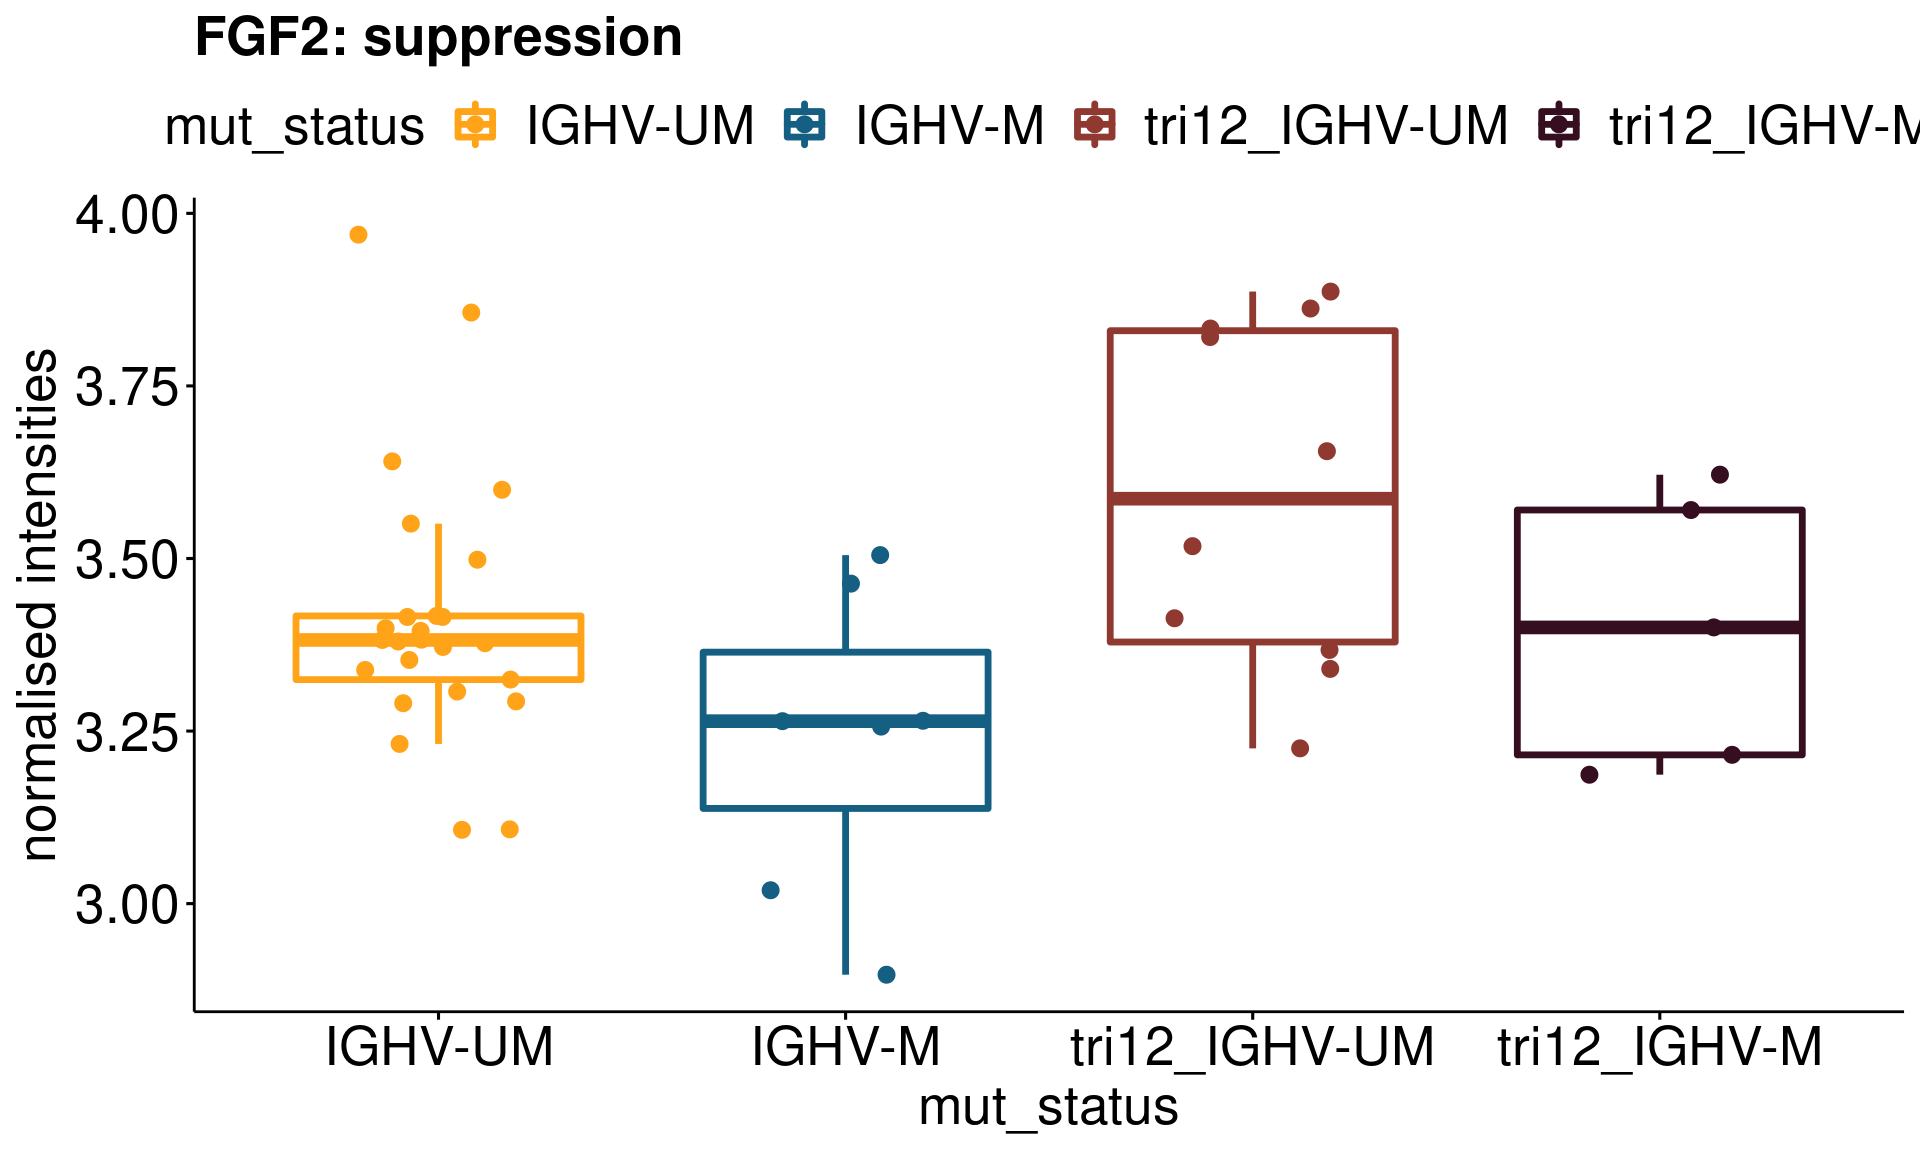 FGF2: suppression
mut_status IGHV-UM IGHV-M tri12_IGHV-UM tri12_IGHV-M
4.00
3.75
3.50
3.25
3.00
normalised intensities
IGHV-UM IGHV-M tri12_IGHV-UM tri12_IGHV-M
mut_status